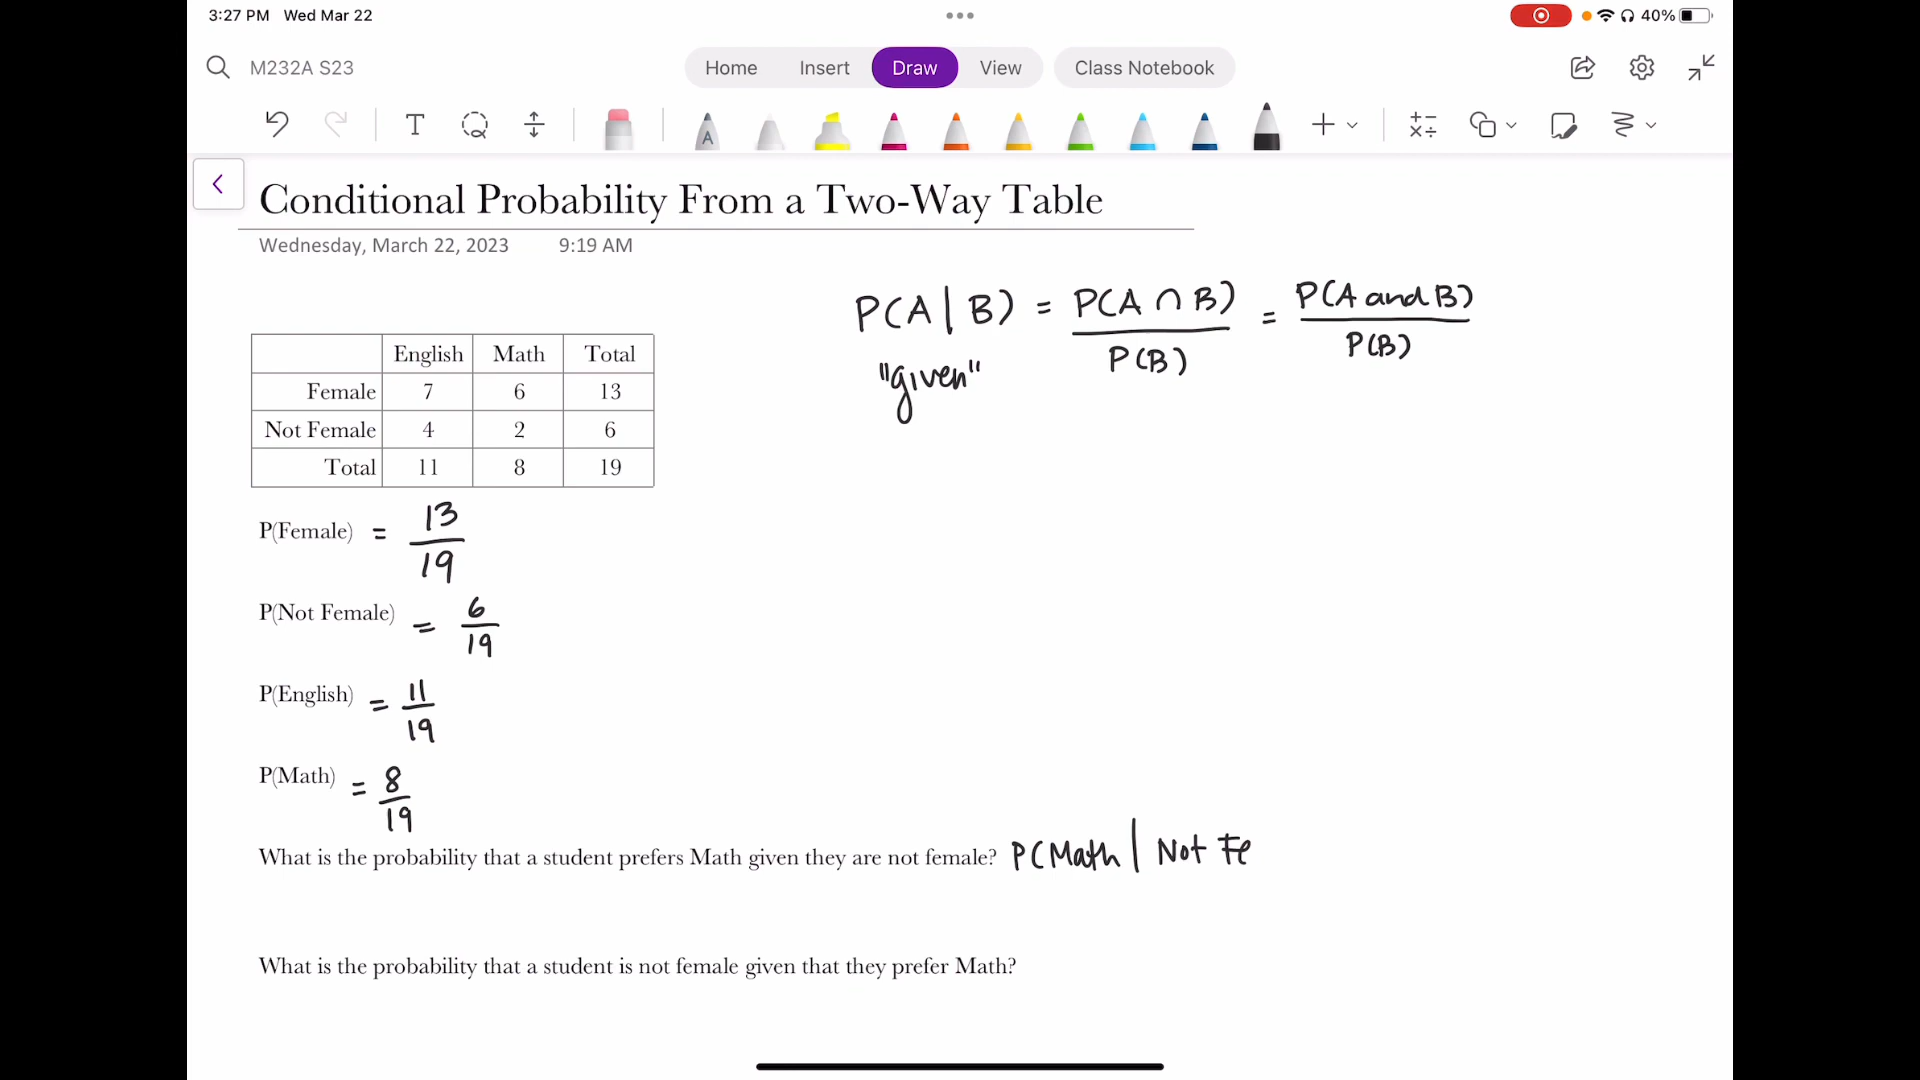 3:27 PM Wed Mar 22 40%
M232A S23 Home Insert Draw View Class Notebook
T A
Conditional Probability From a Two-Way Table
Wednesday, March 22, 2023 9:19 AM
P(A | B) = P(A ∩ B) / P(B) = P(A and B) / P(B)
"given"
English Math Total
Female 7 6 13
Not Female 4 2 6
Total 11 8 19
P(Female) = 13/19
P(Not Female) = 6/19
P(English) = 11/19
P(Math) = 8/19
What is the probability that a student prefers Math given they are not female? P(Math | Not Fe
What is the probability that a student is not female given that they prefer Math?